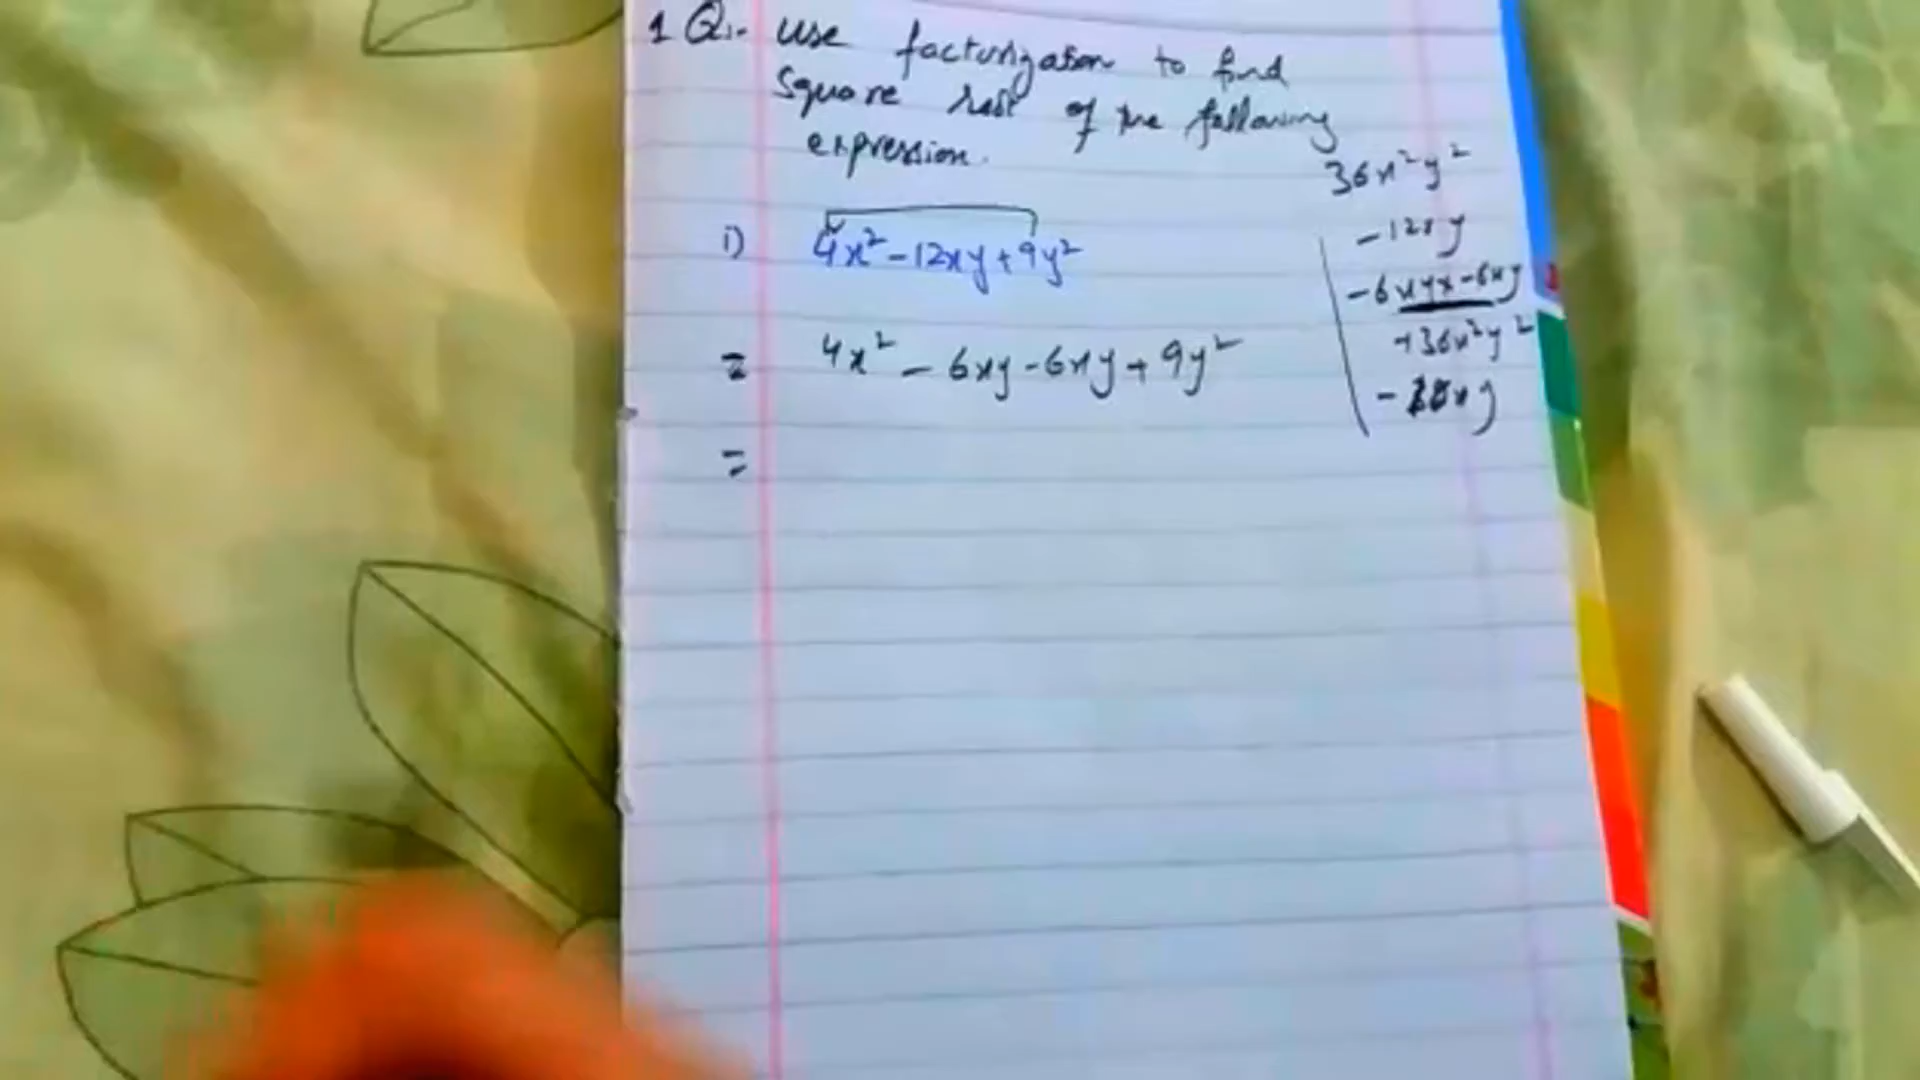 1 Q:- Use factorization to find
Square root of the following
expression.
i) 4x² - 12xy + 9y²
= 4x² - 6xy - 6xy + 9y²
=
36x²y²
- 12xy
- 6xy x - 6xy
+ 36x²y²